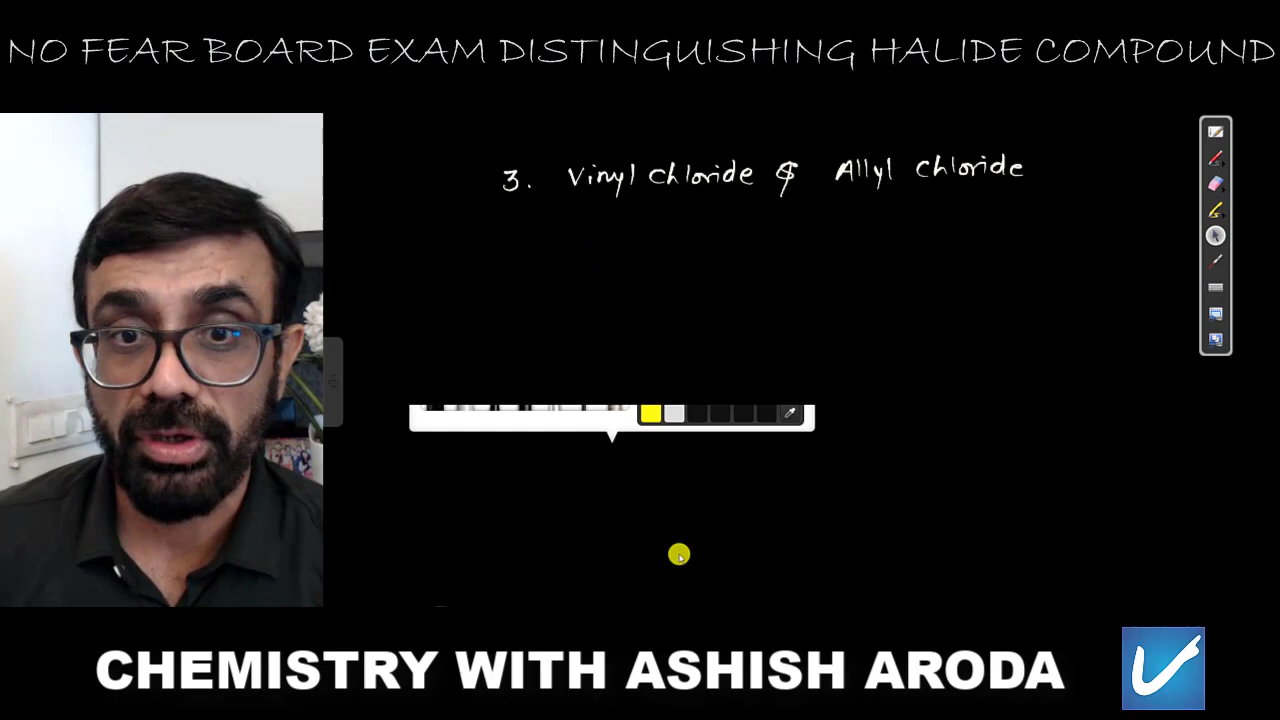 NO FEAR BOARD EXAM DISTINGUISHING HALIDE COMPOUND
3. Vinyl chloride & Allyl chloride
CHEMISTRY WITH ASHISH ARODA